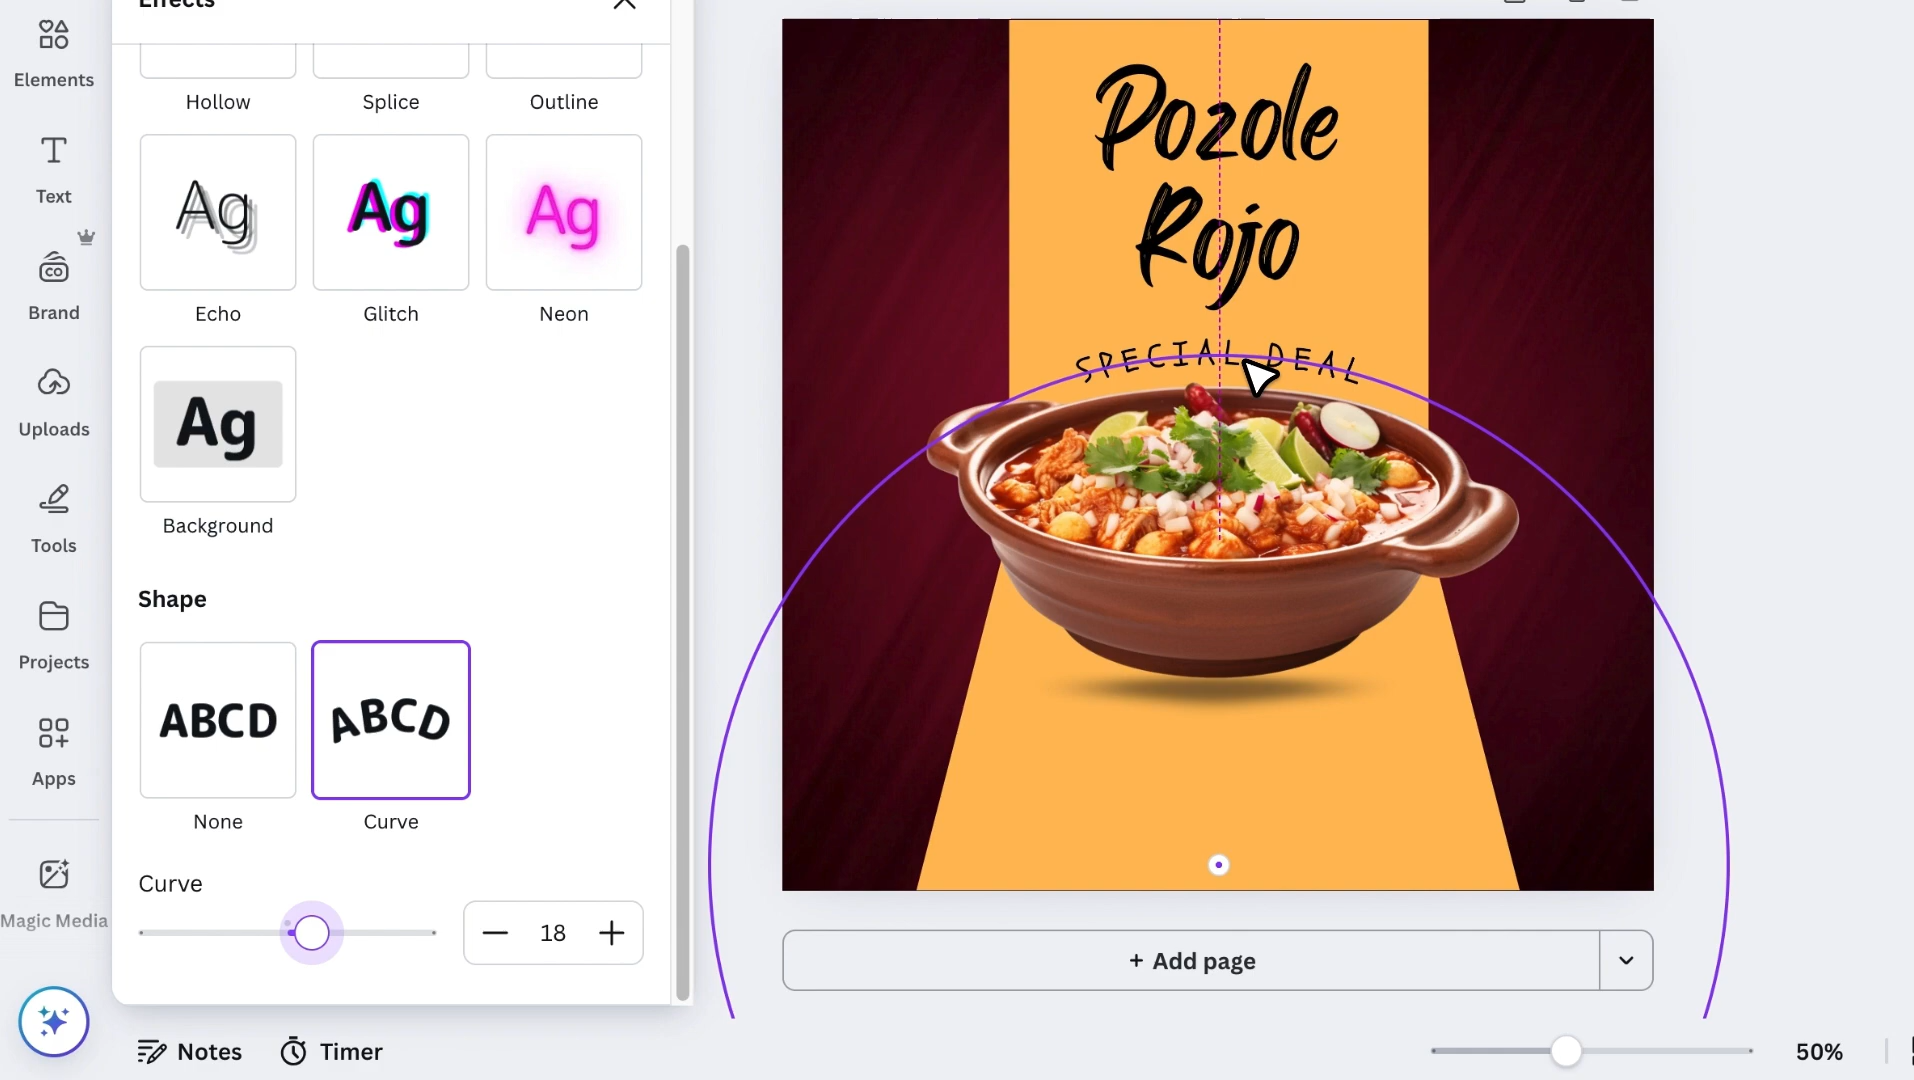 Effects
Elements
Text
CO
Brand
Uploads
Tools
Projects
Apps
Magic Media
Hollow
Splice
Outline
Ag
Ag
Ag
Echo
Glitch
Neon
Ag
Background
Shape
ABCD
ABCD
None
Curve
Curve
18
Pozole
Rojo
SPECIAL DEAL
+ Add page
Notes
Timer
50%